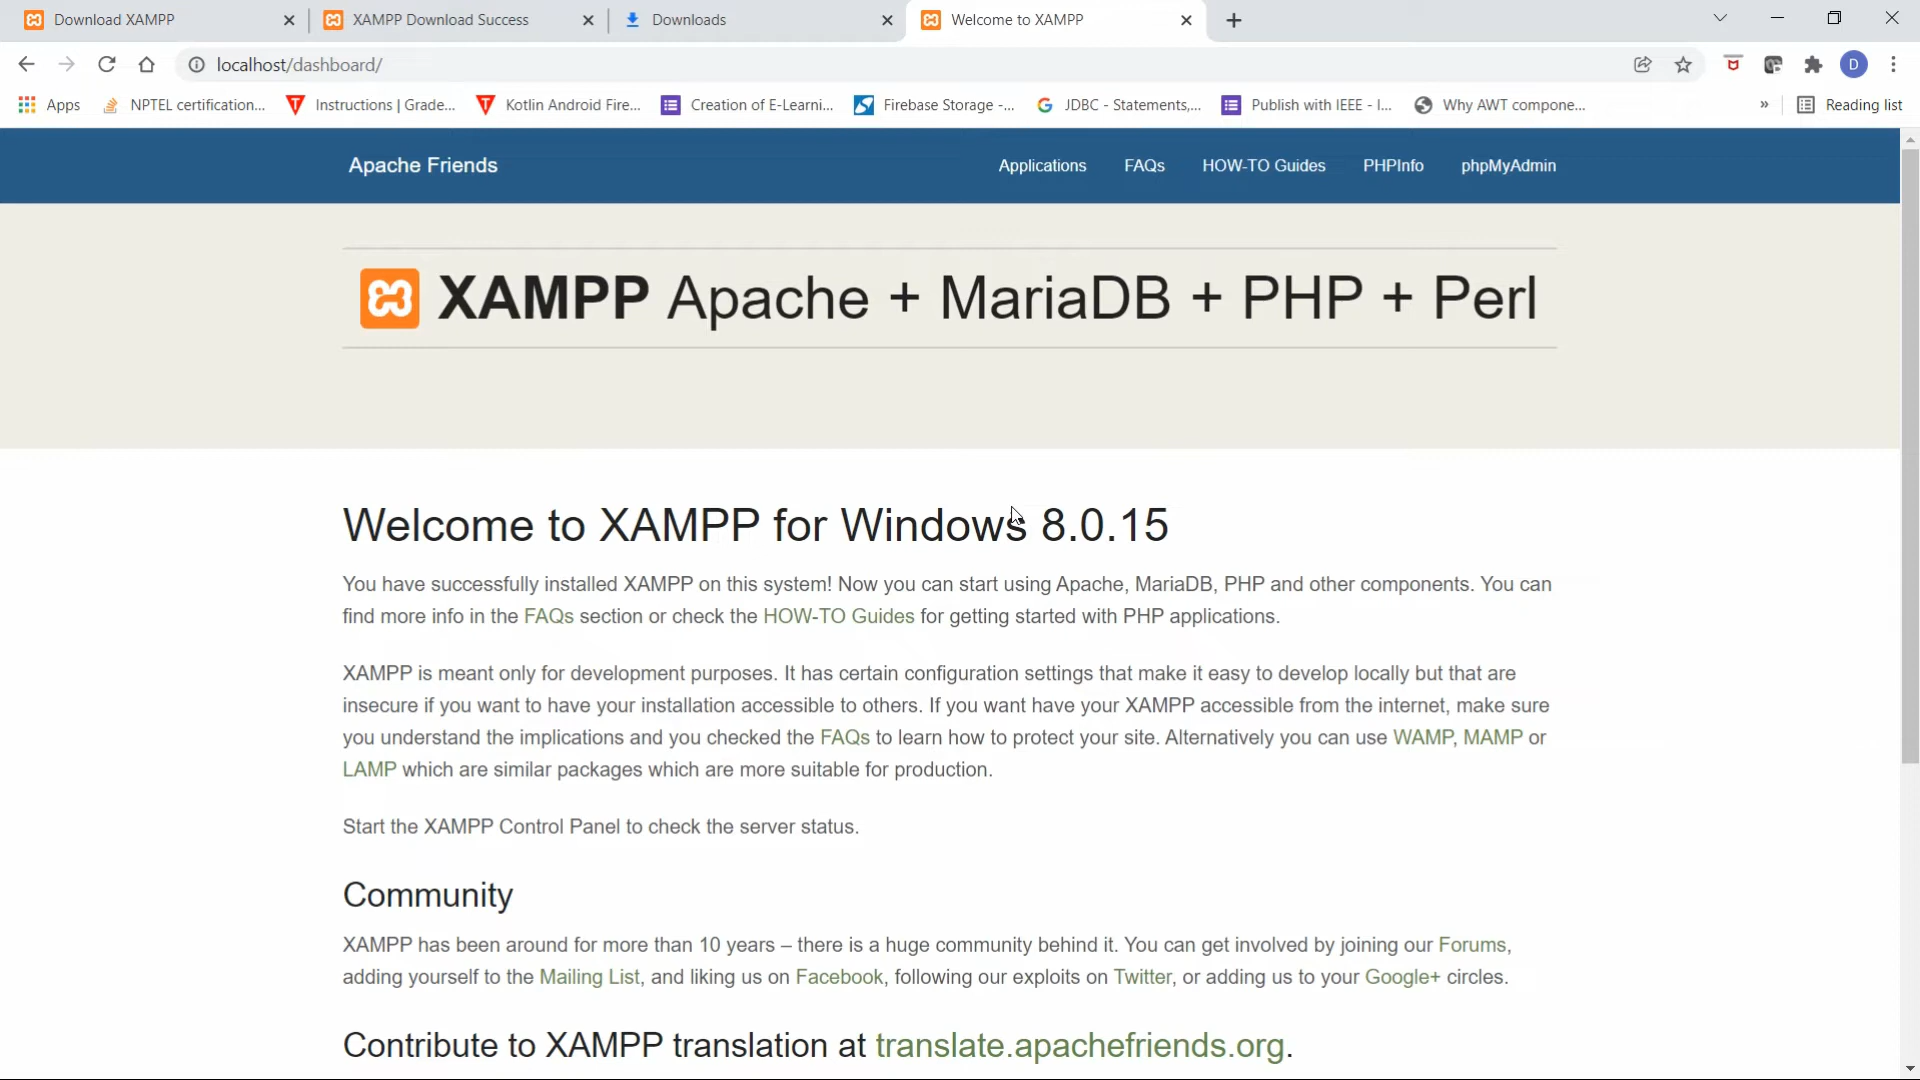 Download XAMPP
XAMPP Download Success
Downloads
Welcome to XAMPP
localhost/dashboard/
D
Apps
NPTEL certification...
Instructions | Grade...
Kotlin Android Fire...
Creation of E-Learni...
Firebase Storage -...
JDBC - Statements,...
Publish with IEEE - I...
Why AWT compone...
»
Reading list
Apache Friends
Applications
FAQs
HOW-TO Guides
PHPInfo
phpMyAdmin
XAMPP Apache + MariaDB + PHP + Perl
Welcome to XAMPP for Windows 8.0.15
You have successfully installed XAMPP on this system! Now you can start using Apache, MariaDB, PHP and other components. You can
find more info in the FAQs section or check the HOW-TO Guides for getting started with PHP applications.
XAMPP is meant only for development purposes. It has certain configuration settings that make it easy to develop locally but that are
insecure if you want to have your installation accessible to others. If you want have your XAMPP accessible from the internet, make sure
you understand the implications and you checked the FAQs to learn how to protect your site. Alternatively you can use WAMP, MAMP or
LAMP which are similar packages which are more suitable for production.
Start the XAMPP Control Panel to check the server status.
Community
XAMPP has been around for more than 10 years – there is a huge community behind it. You can get involved by joining our Forums,
adding yourself to the Mailing List, and liking us on Facebook, following our exploits on Twitter, or adding us to your Google+ circles.
Contribute to XAMPP translation at translate.apachefriends.org.